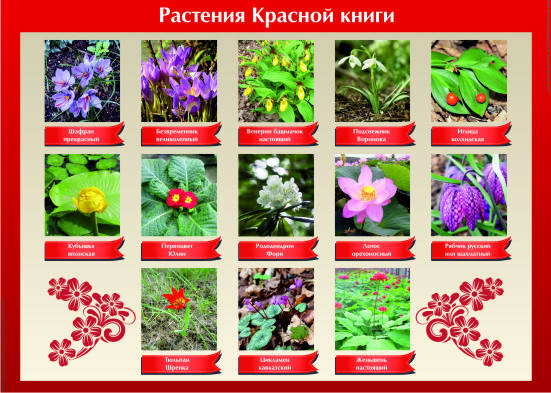 Растения Красной книги
Шафран
прекрасный
Безвременник
великолепный
Венерин башмачок
настоящий
Подснежник
Воронова
Иглица
колхидская
Кубышка
японская
Первоцвет
Юлии
Рододендрон
Фори
Лотос
орехоносный
Рябчик русский
или шахматный
Тюльпан
Шренка
Цикламен
кавказский
Женьшень
настоящий